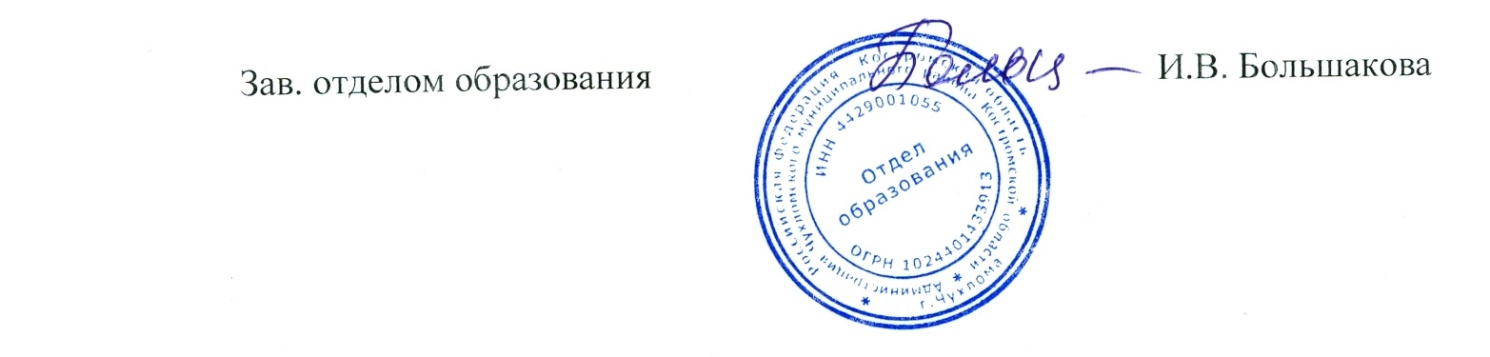 Зав. отделом образования
И.В. Большакова
Российская Федерация Костромская область * г.Чухлома *
Администрация Чухломского муниципального района Костромской области *
ИНН 4429001055
Отдел
образования
ОГРН 1024401433913